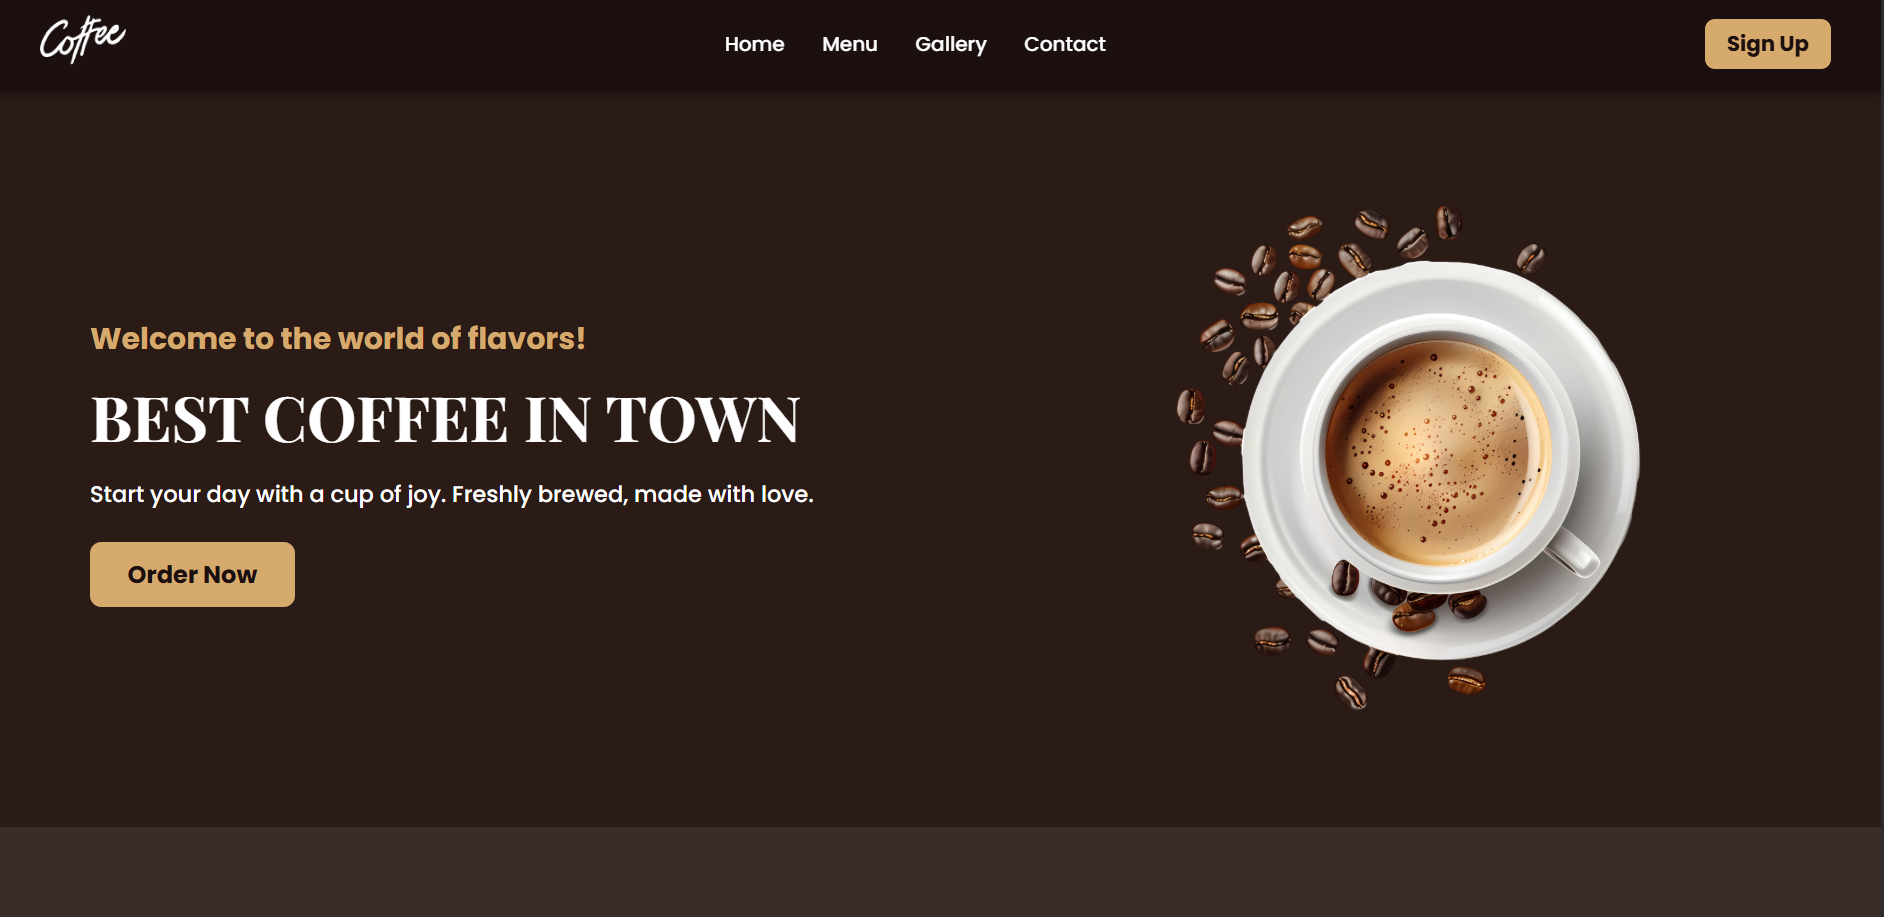 Coffee
Home Menu Gallery Contact
Sign Up
Welcome to the world of flavors!
BEST COFFEE IN TOWN
Start your day with a cup of joy. Freshly brewed, made with love.
Order Now